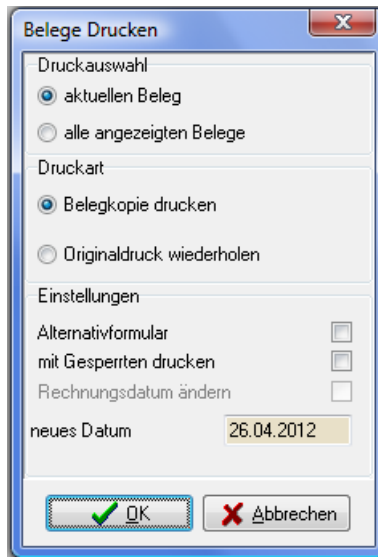 Belege Drucken
Druckauswahl
aktuellen Beleg
alle angezeigten Belege
Druckart
Belegkopie drucken
Originaldruck wiederholen
Einstellungen
Alternativformular
mit Gesperrten drucken
Rechnungsdatum ändern
neues Datum 26.04.2012
OK Abbrechen